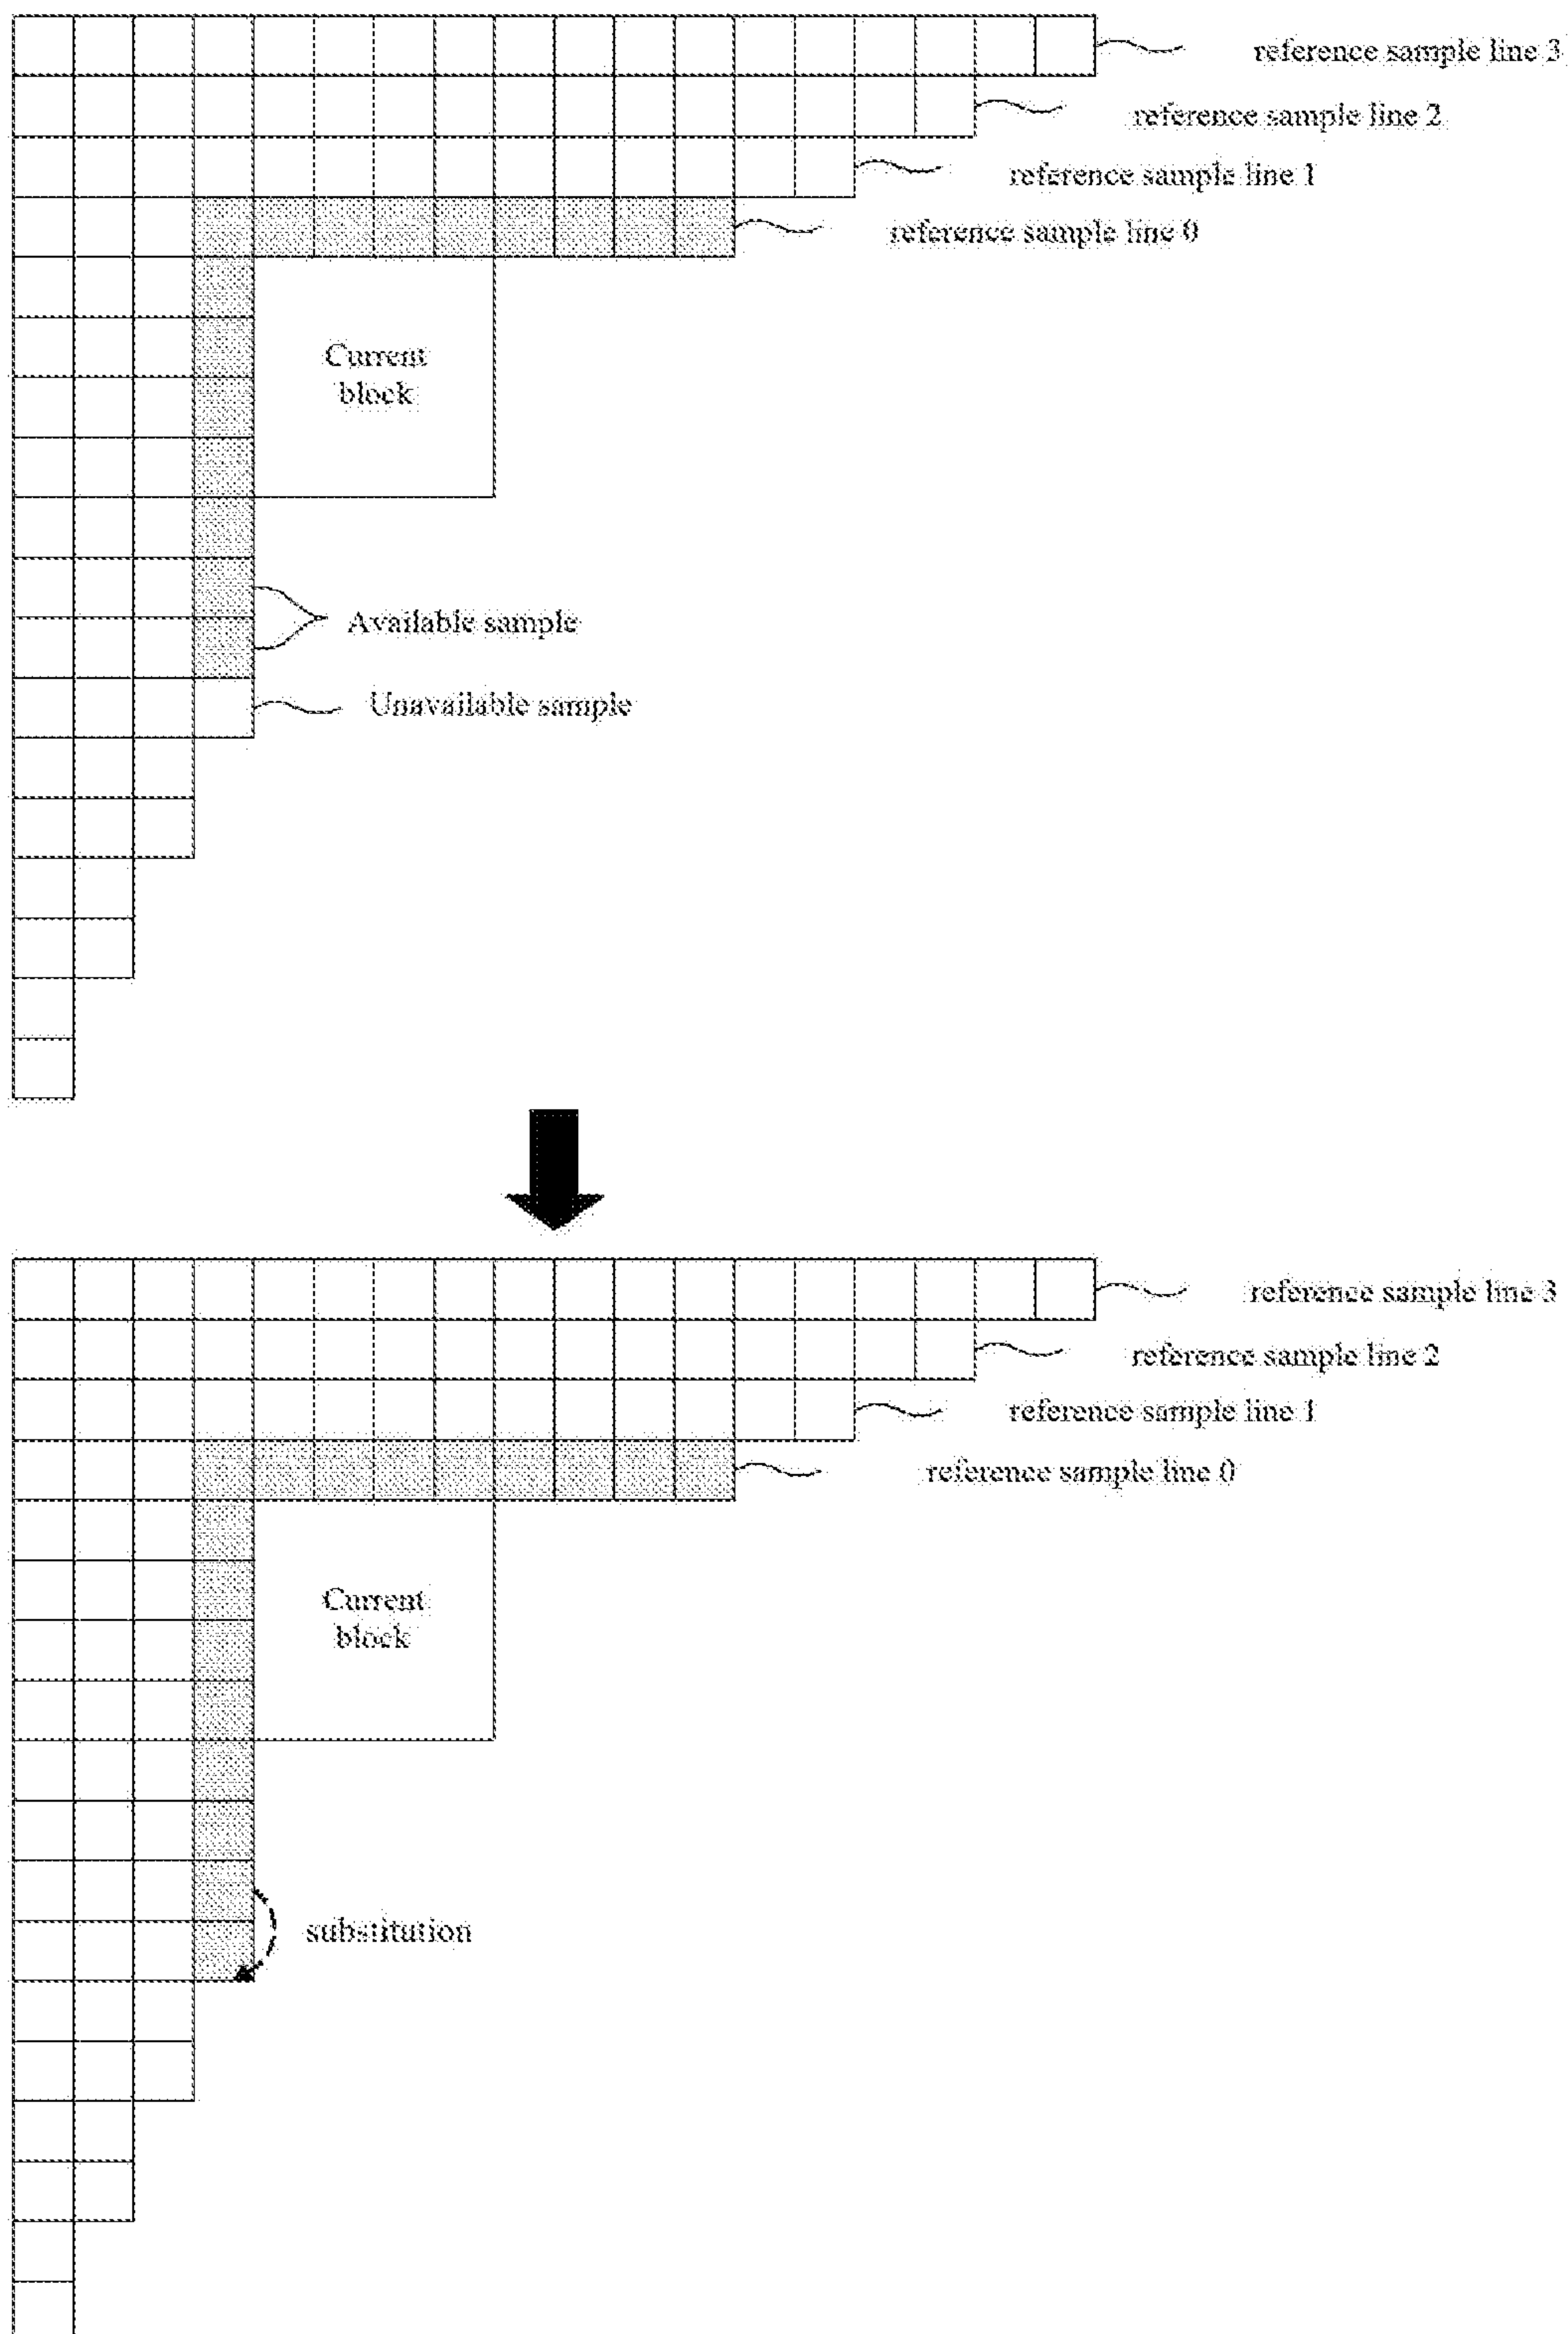 reference sample line 3
reference sample line 2
reference sample line 1
reference sample line 0
Current
block
Available sample
Unavailable sample
reference sample line 3
reference sample line 2
reference sample line 1
reference sample line 0
Current
block
substitution